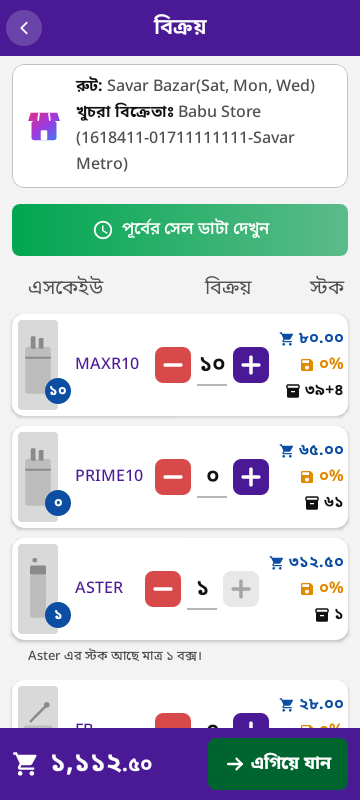 বিক্রয়
রুট: Savar Bazar(Sat, Mon, Wed)
খুচরা বিক্রেতাঃ Babu Store
(1618411-01711111111-Savar
Metro)
পূর্বের সেল ডাটা দেখুন
এসকেইউ বিক্রয় স্টক
৮০.০০
MAXR10 ১০ ০%
১০ ৩৯+৪
৬৫.০০
PRIME10 ০ ০%
০ ৬১
৩১২.৫০
ASTER ১ ০%
১ ১
Aster এর স্টক আছে মাত্র ১ বক্স।
২৮.০০
১,১১২.৫০ এগিয়ে যান